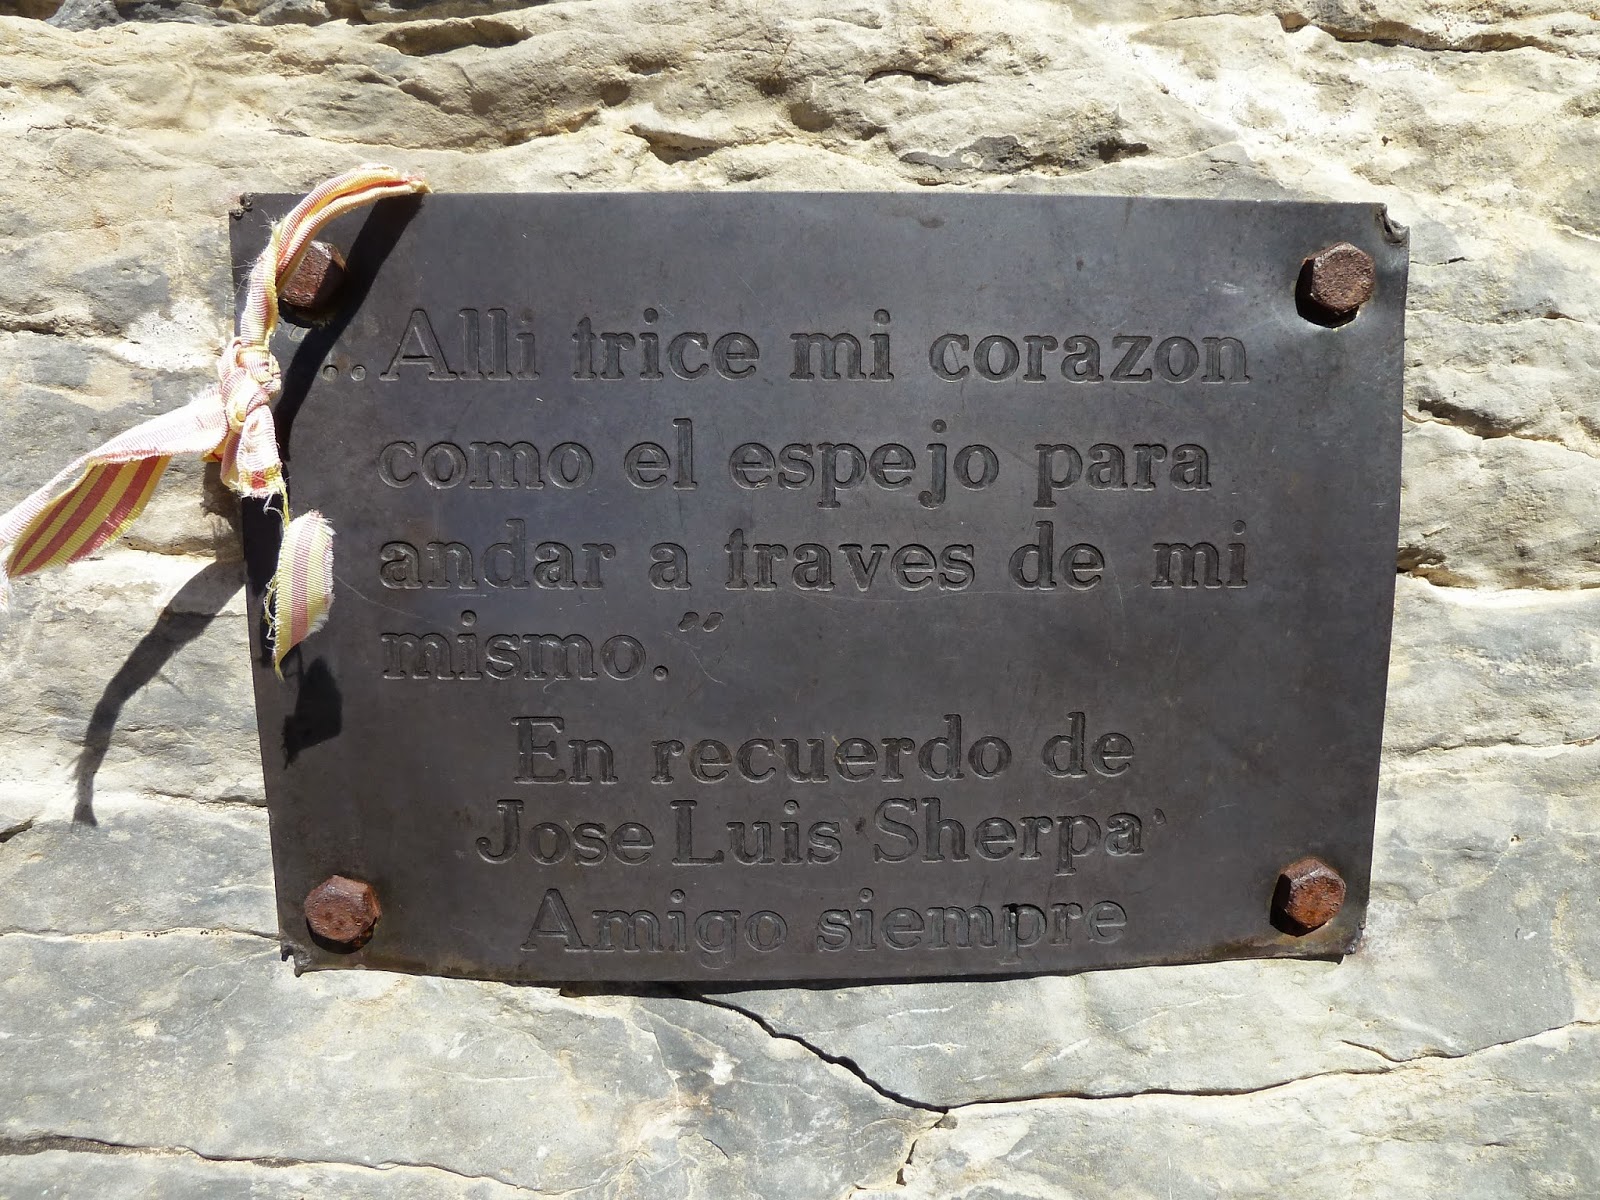 ..Alli trice mi corazon
como el espejo para
andar a traves de mi
mismo.”
En recuerdo de
Jose Luis Sherpa
Amigo siempre